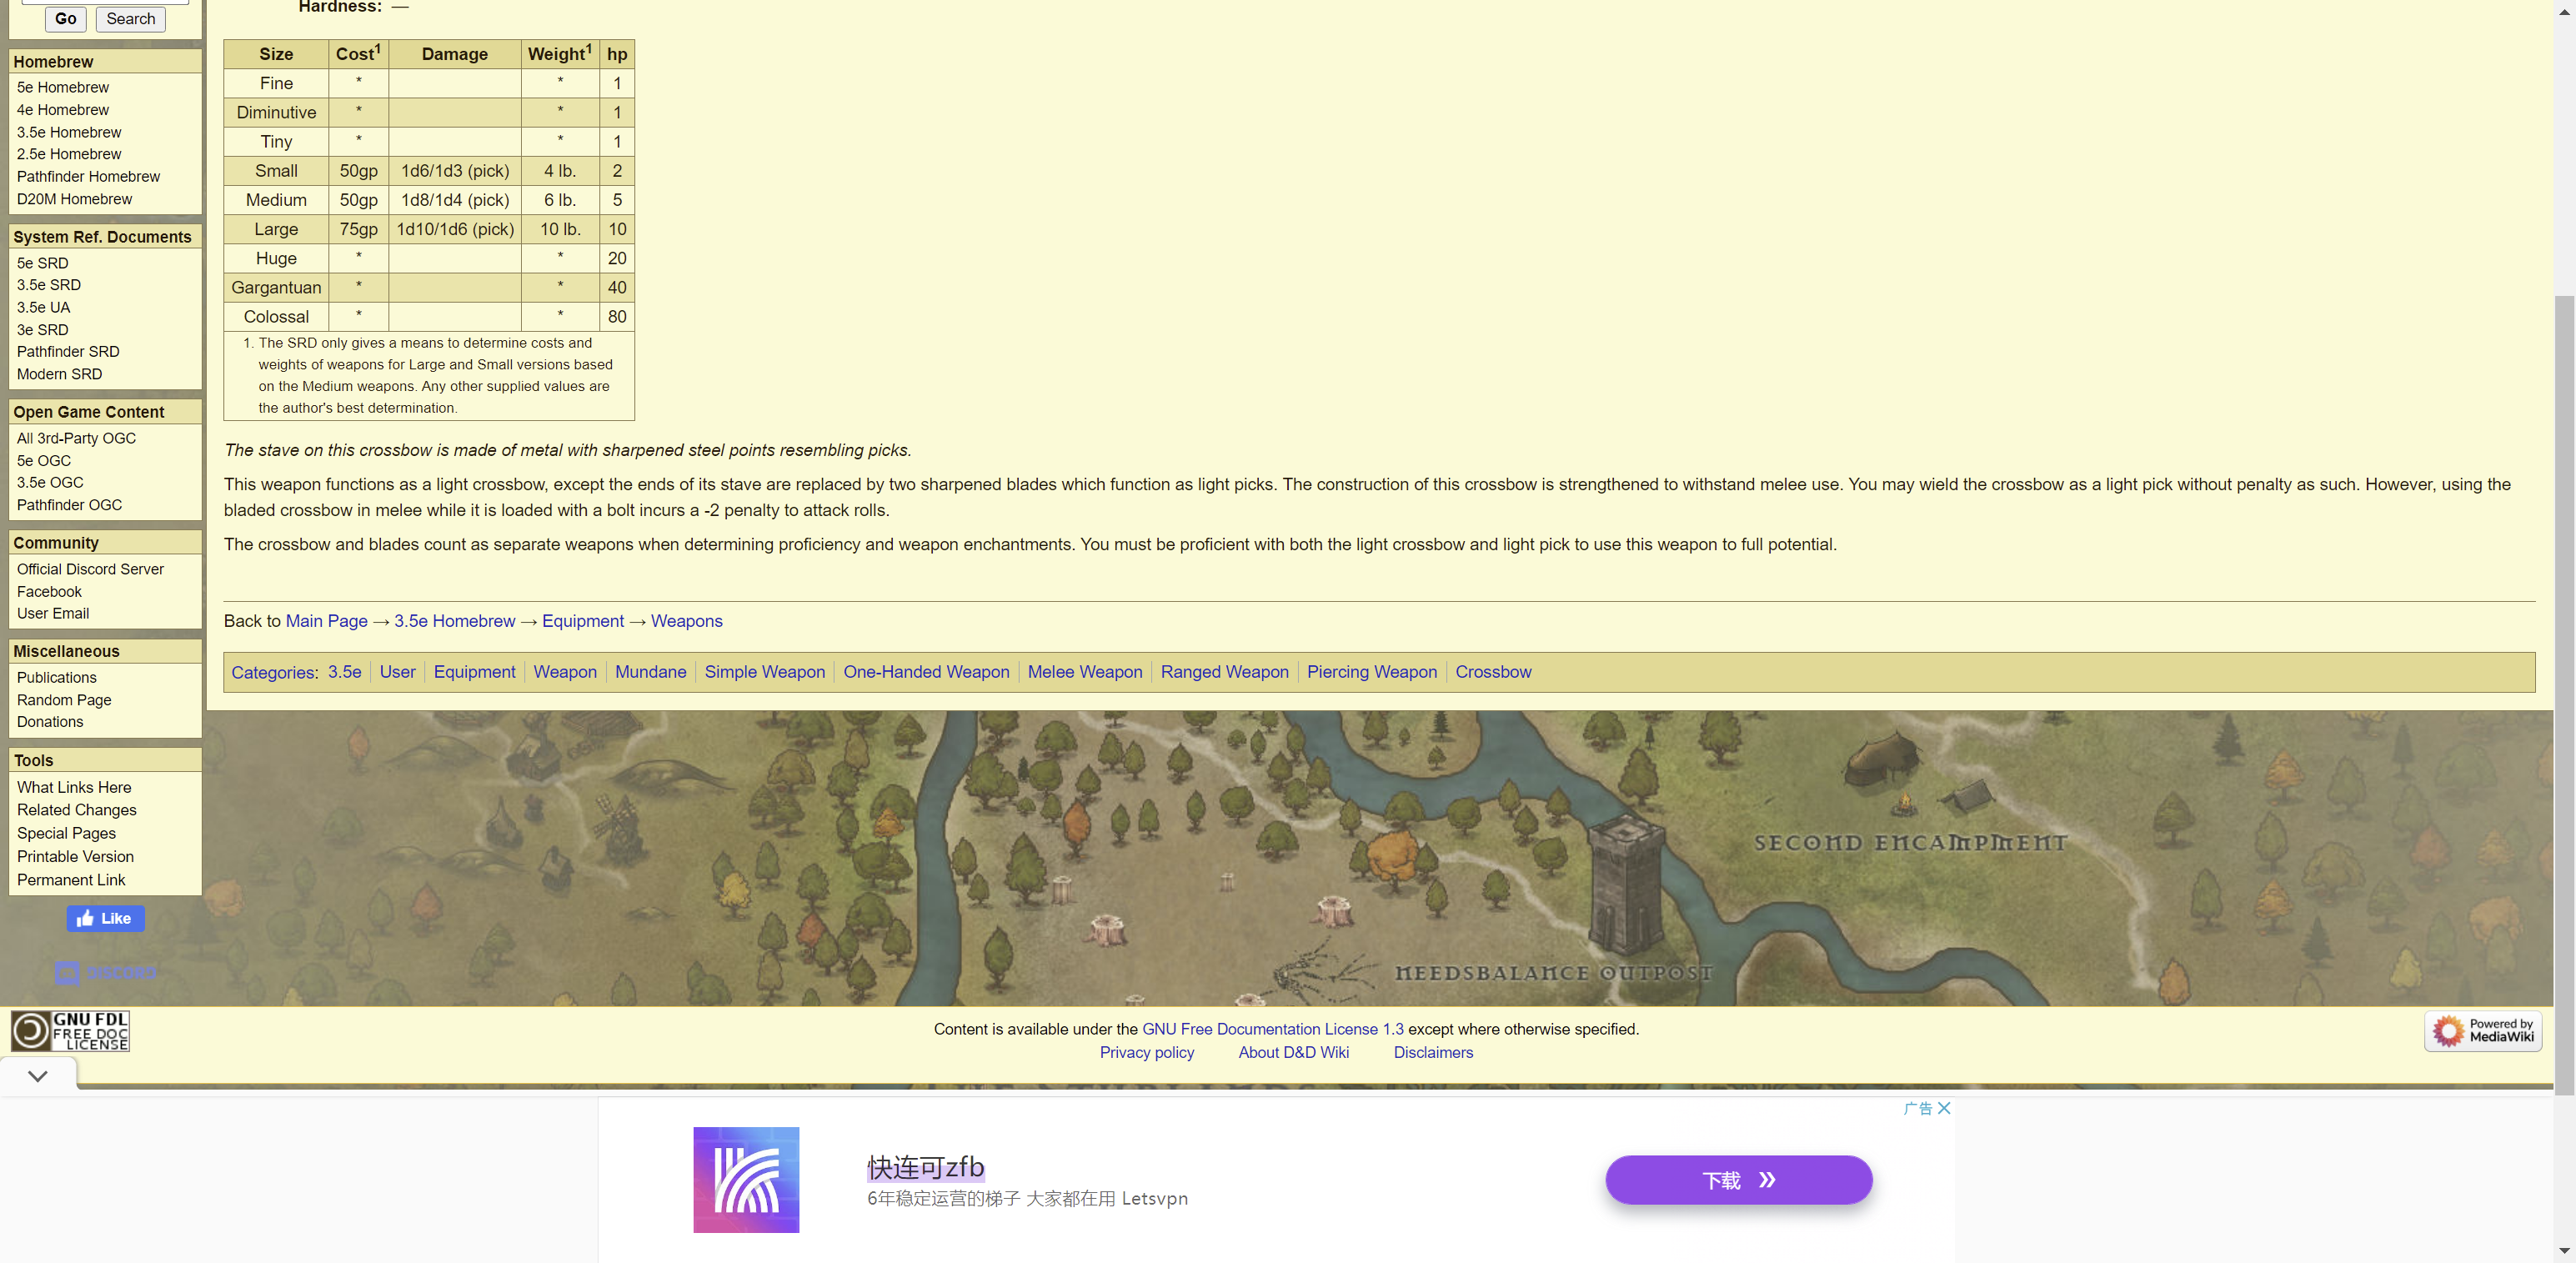 Hardness: —
Go Search
Homebrew
5e Homebrew
4e Homebrew
3.5e Homebrew
2.5e Homebrew
Pathfinder Homebrew
D20M Homebrew
System Ref. Documents
5e SRD
3.5e SRD
3.5e UA
3e SRD
Pathfinder SRD
Modern SRD
Open Game Content
All 3rd-Party OGC
5e OGC
3.5e OGC
Pathfinder OGC
Community
Official Discord Server
Facebook
User Email
Miscellaneous
Publications
Random Page
Donations
Tools
What Links Here
Related Changes
Special Pages
Printable Version
Permanent Link
Like
DISCORD
Size Cost1 Damage Weight1 hp
Fine * * 1
Diminutive * * 1
Tiny * * 1
Small 50gp 1d6/1d3 (pick) 4 lb. 2
Medium 50gp 1d8/1d4 (pick) 6 lb. 5
Large 75gp 1d10/1d6 (pick) 10 lb. 10
Huge * * 20
Gargantuan * * 40
Colossal * * 80
1. The SRD only gives a means to determine costs and
weights of weapons for Large and Small versions based
on the Medium weapons. Any other supplied values are
the author's best determination.
The stave on this crossbow is made of metal with sharpened steel points resembling picks.
This weapon functions as a light crossbow, except the ends of its stave are replaced by two sharpened blades which function as light picks. The construction of this crossbow is strengthened to withstand melee use. You may wield the crossbow as a light pick without penalty as such. However, using the
bladed crossbow in melee while it is loaded with a bolt incurs a -2 penalty to attack rolls.
The crossbow and blades count as separate weapons when determining proficiency and weapon enchantments. You must be proficient with both the light crossbow and light pick to use this weapon to full potential.
Back to Main Page → 3.5e Homebrew → Equipment → Weapons
Categories: 3.5e User Equipment Weapon Mundane Simple Weapon One-Handed Weapon Melee Weapon Ranged Weapon Piercing Weapon Crossbow
SECOND ENCAMPMENT
NEEDSBALANCE OUTPOST
GNU FDL
FREE DOC
LICENSE
Content is available under the GNU Free Documentation License 1.3 except where otherwise specified.
Privacy policy About D&D Wiki Disclaimers
Powered by
MediaWiki
广告
快连可zfb
6年稳定运营的梯子 大家都在用 Letsvpn
下载 »